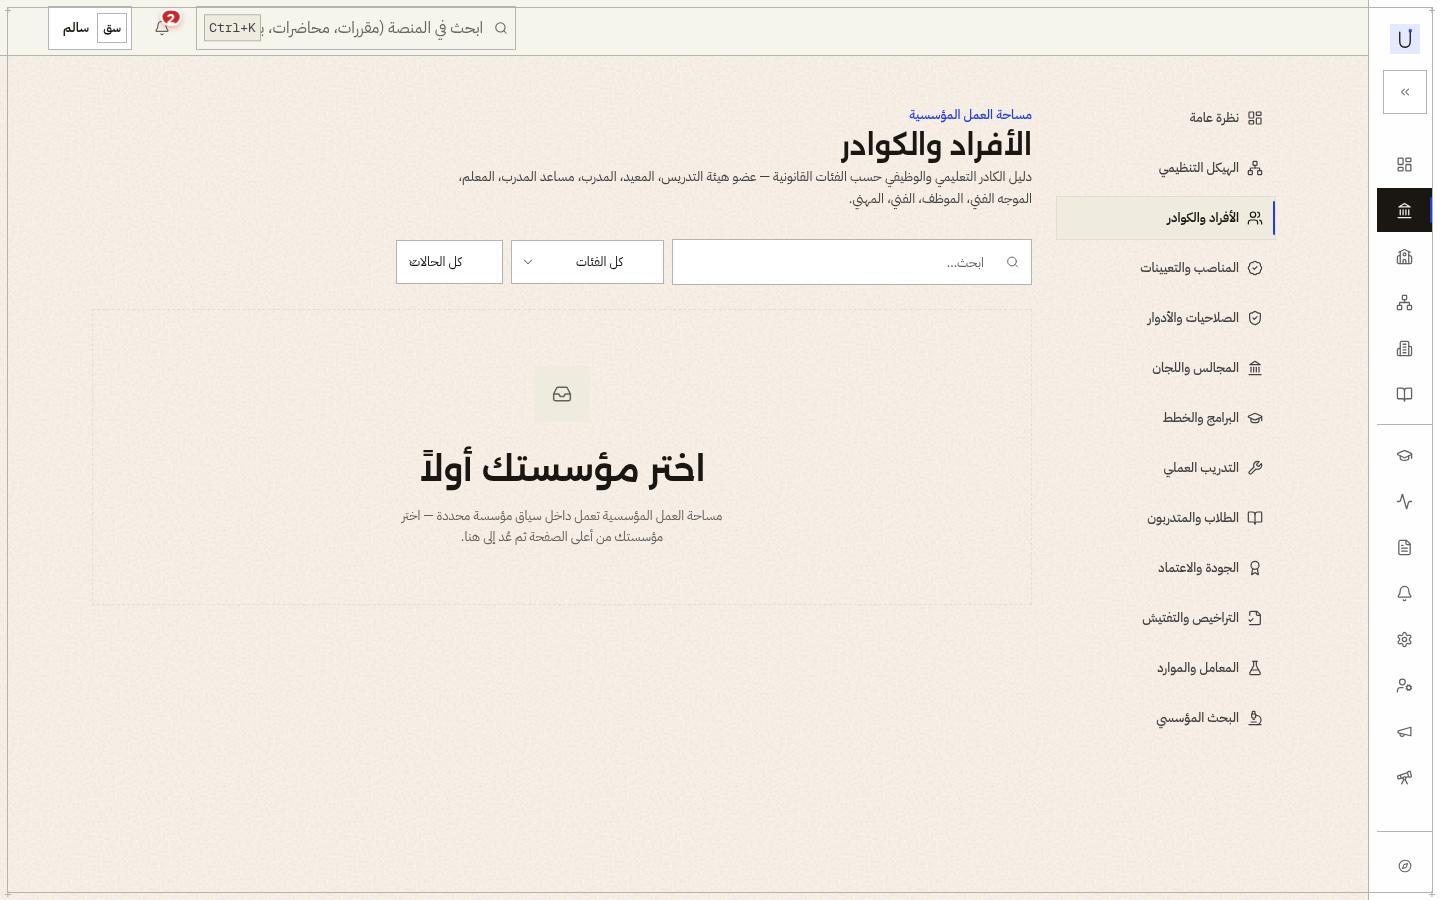 ابحث في المنصة (مقررات، محاضرات،
Ctrl+K
2
سق
سالم
نظرة عامة
الهيكل التنظيمي
الأفراد والكوادر
المناصب والتعيينات
الصلاحيات والأدوار
المجالس واللجان
البرامج والخطط
التدريب العملي
الطلاب والمتدربون
الجودة والاعتماد
التراخيص والتفتيش
المعامل والموارد
البحث المؤسسي
مساحة العمل المؤسسية
الأفراد والكوادر
دليل الكادر التعليمي والوظيفي حسب الفئات القانونية — عضو هيئة التدريس، المعيد، المدرب، مساعد المدرب، المعلم،
الموجه الفني، الموظف، الفني، المهني.
ابحث...
كل الفئات
كل الحالات
اختر مؤسستك أولاً
مساحة العمل المؤسسية تعمل داخل سياق مؤسسة محددة — اختر
مؤسستك من أعلى الصفحة ثم عُد إلى هنا.